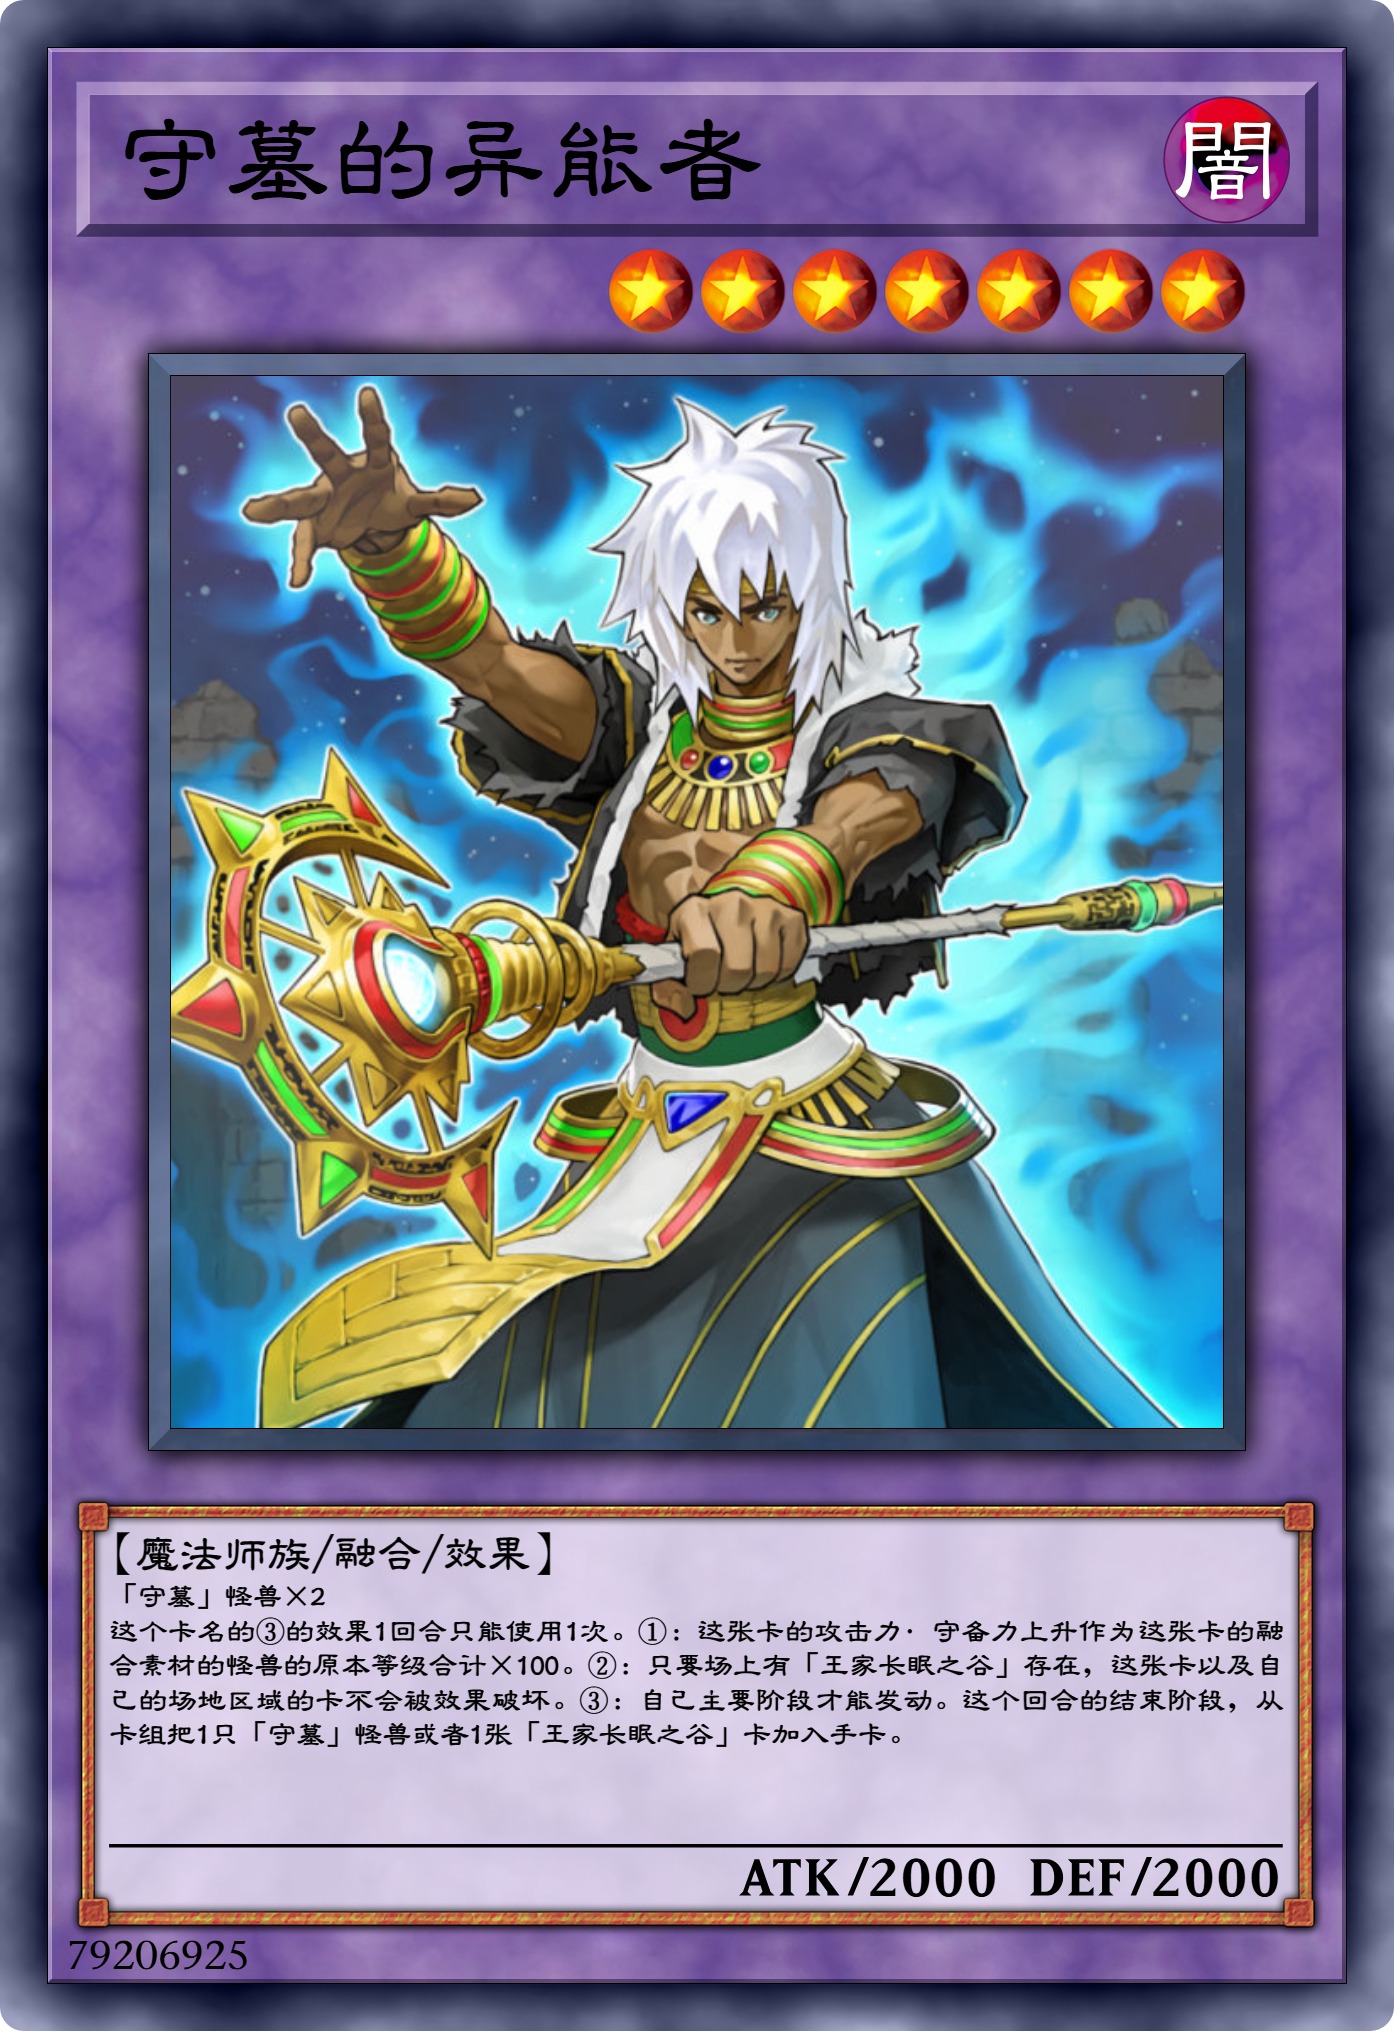 守墓的异能者
闇
【魔法师族/融合/效果】
「守墓」怪兽×2
这个卡名的③的效果1回合只能使用1次。①：这张卡的攻击力·守备力上升作为这张卡的融
合素材的怪兽的原本等级合计×100。②：只要场上有「王家长眠之谷」存在，这张卡以及自
己的场地区域的卡不会被效果破坏。③：自己主要阶段才能发动。这个回合的结束阶段，从
卡组把1只「守墓」怪兽或者1张「王家长眠之谷」卡加入手卡。
ATK/2000 DEF/2000
79206925